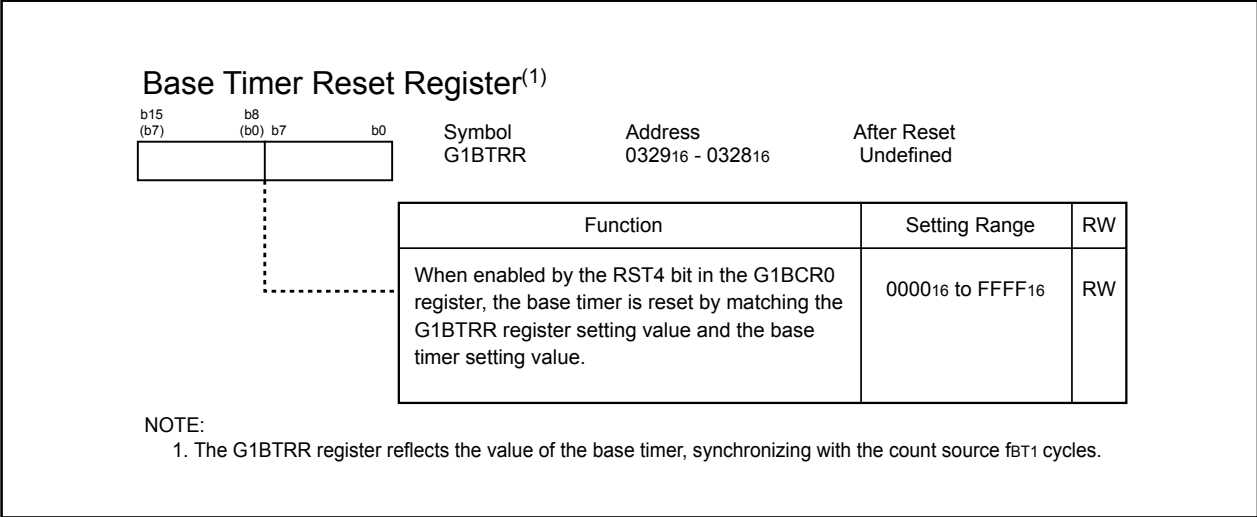 Base Timer Reset Register(1)
b15 b8
(b7) (b0) b7 b0
Symbol Address After Reset
G1BTRR 032916 - 032816 Undefined
Function Setting Range RW
When enabled by the RST4 bit in the G1BCR0
register, the base timer is reset by matching the
G1BTRR register setting value and the base
timer setting value.
000016 to FFFF16 RW
NOTE:
1. The G1BTRR register reflects the value of the base timer, synchronizing with the count source fBT1 cycles.